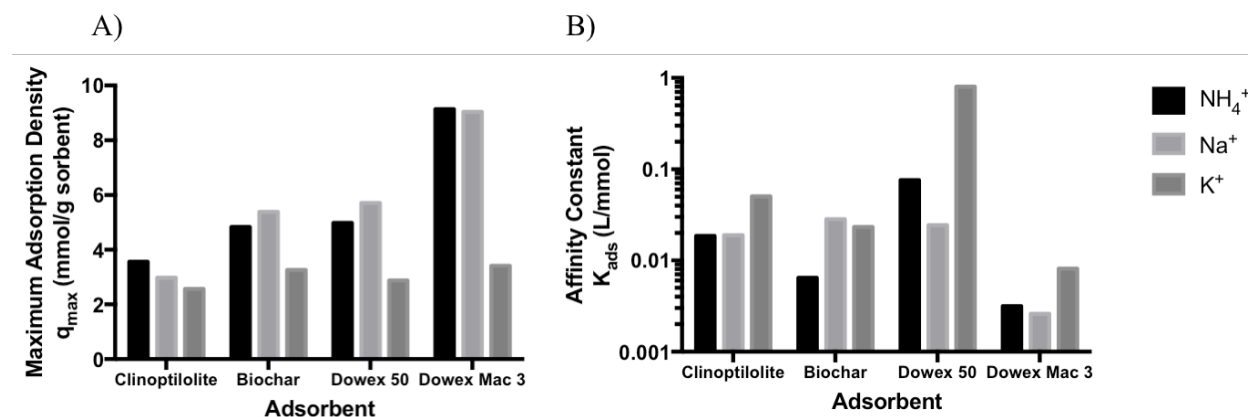 A)
Maximum Adsorption Density
q_max (mmol/g sorbent)
10
8
6
4
2
0
Clinoptilolite Biochar Dowex 50 Dowex Mac 3
Adsorbent
B)
Affinity Constant
K_ads (L/mmol)
1
0.1
0.01
0.001
Clinoptilolite Biochar Dowex 50 Dowex Mac 3
Adsorbent
NH₄⁺
Na⁺
K⁺